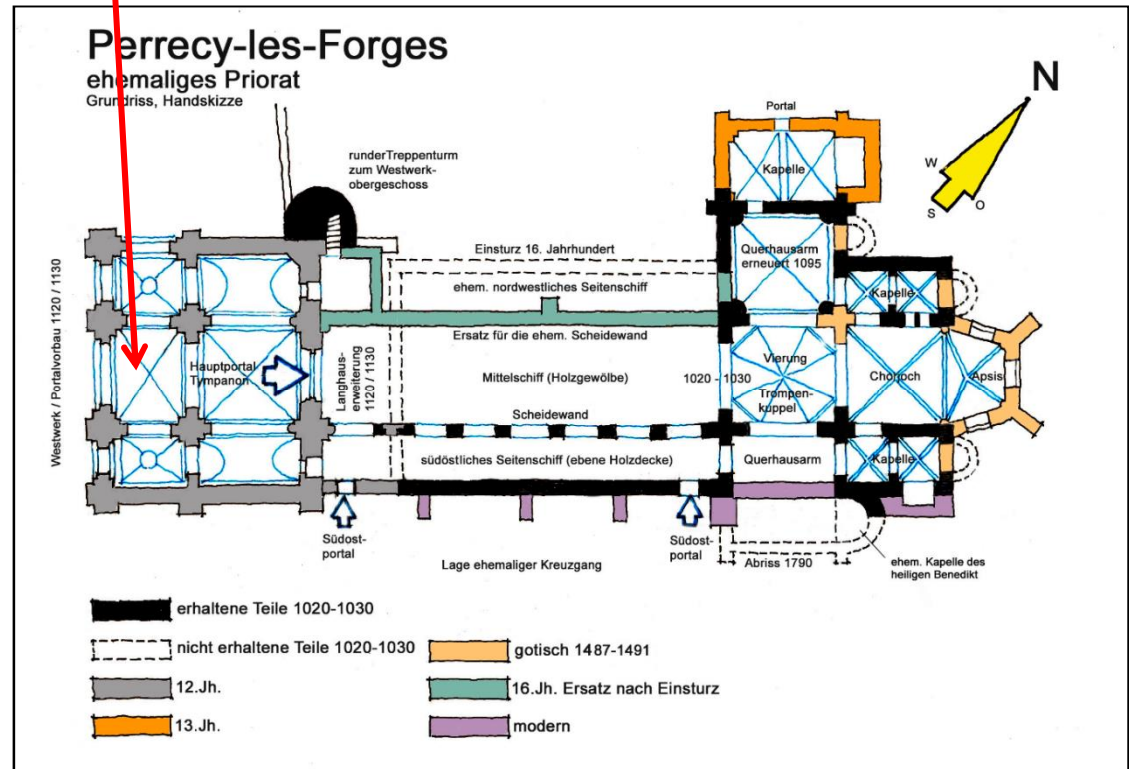 Perrecy-les-Forges
ehemaliges Priorat
Grundriss, Handskizze
N
W
S
O
Portal
Kapelle
runderTreppenturm
zum Westwerk-
obergeschoss
Einsturz 16. Jahrhundert
ehem. nordwestliches Seitenschiff
Ersatz für die ehem. Scheidewand
Querhausarm
erneuert 1095
Kapelle
Westwerk / Portalvorbau 1120 / 1130
Hauptportal
Tympanon
Langhaus-
erweiterung
1120 / 1130
Mittelschiff (Holzgewölbe)
1020 - 1030
Vierung
Trompen-
kuppel
Chorjoch
Apsis
Scheidewand
südöstliches Seitenschiff (ebene Holzdecke)
Querhausarm
Kapelle
Südost-
portal
Südost-
portal
Lage ehemaliger Kreuzgang
Abriss 1790
ehem. Kapelle des
heiligen Benedikt
erhaltene Teile 1020-1030
nicht erhaltene Teile 1020-1030
gotisch 1487-1491
12.Jh.
16.Jh. Ersatz nach Einsturz
13.Jh.
modern